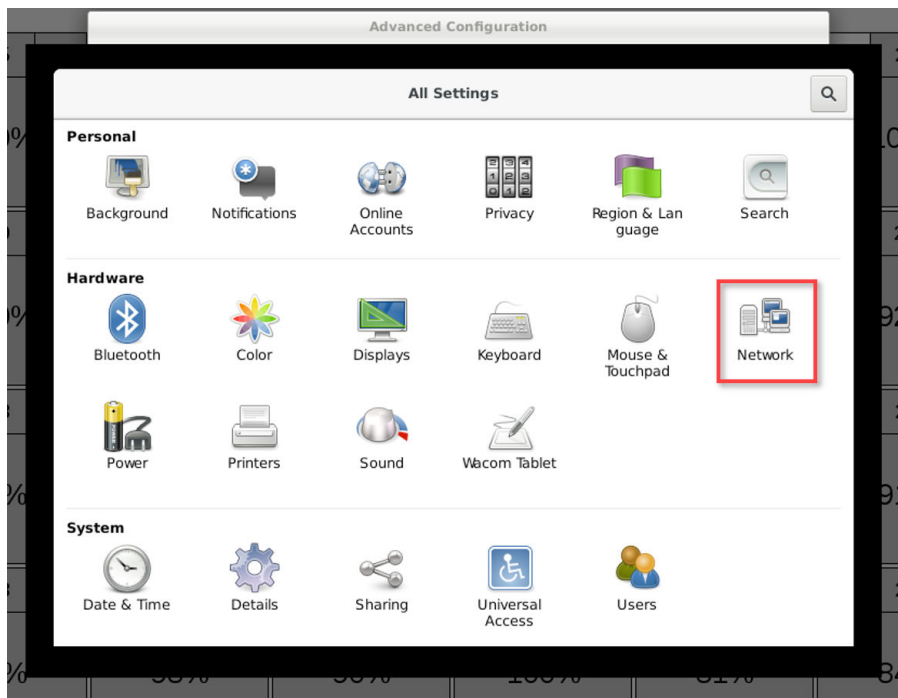 Advanced Configuration
All Settings
Personal
Background
Notifications
Online
Accounts
Privacy
Region & Lan
guage
Search
Hardware
Bluetooth
Color
Displays
Keyboard
Mouse &
Touchpad
Network
Power
Printers
Sound
Wacom Tablet
System
Date & Time
Details
Sharing
Universal
Access
Users